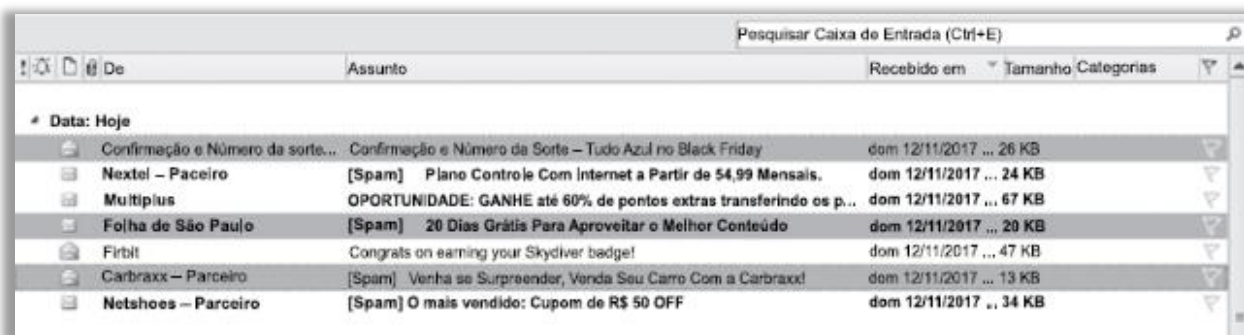 Pesquisar Caixa de Entrada (Ctrl+E)
! De Assunto Recebido em Tamanho Categorias
Data: Hoje
Confirmação e Número da sorte... Confirmação e Número da Sorte – Tudo Azul no Black Friday dom 12/11/2017 ... 26 KB
Nextel – Paceiro [Spam] Plano Controle Com Internet a Partir de 54,99 Mensais. dom 12/11/2017 ... 24 KB
Multiplus OPORTUNIDADE: GANHE até 60% de pontos extras transferindo os p... dom 12/11/2017 ... 67 KB
Folha de São Paulo [Spam] 20 Dias Grátis Para Aproveitar o Melhor Conteúdo dom 12/11/2017 ... 20 KB
Firbit Congrats on earning your Skydiver badge! dom 12/11/2017 ... 47 KB
Carbraxx – Parceiro [Spam] Venha se Surpreender, Venda Seu Carro Com a Carbraxx! dom 12/11/2017 ... 13 KB
Netshoes – Parceiro [Spam] O mais vendido: Cupom de R$ 50 OFF dom 12/11/2017 .. 34 KB